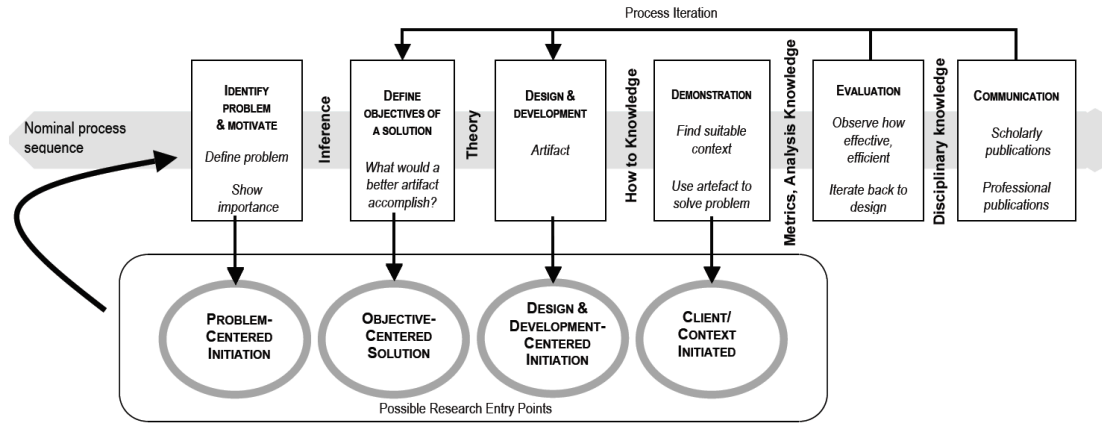 Process Iteration
Nominal process
sequence
IDENTIFY
PROBLEM
& MOTIVATE
Define problem
Show
importance
Inference
DEFINE
OBJECTIVES OF
A SOLUTION
What would a
better artifact
accomplish?
Theory
DESIGN &
DEVELOPMENT
Artifact
How to Knowledge
DEMONSTRATION
Find suitable
context
Use artefact to
solve problem
Metrics, Analysis Knowledge
EVALUATION
Observe how
effective,
efficient
Iterate back to
design
Disciplinary knowledge
COMMUNICATION
Scholarly
publications
Professional
publications
PROBLEM-
CENTERED
INITIATION
OBJECTIVE-
CENTERED
SOLUTION
DESIGN &
DEVELOPMENT-
CENTERED
INITIATION
CLIENT/
CONTEXT
INITIATED
Possible Research Entry Points